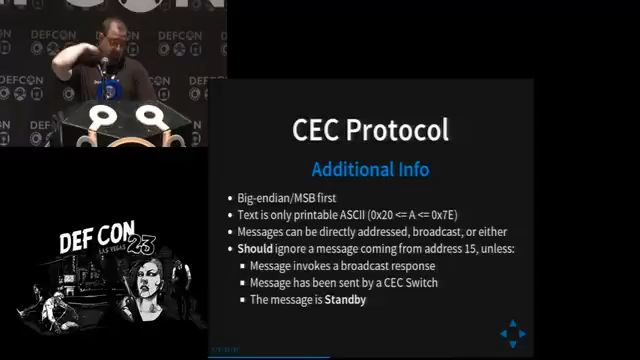 DEFCON
DEF CON
23
LAS VEGAS
CEC Protocol
Additional Info
Big-endian/MSB first
Text is only printable ASCII (0x20 <= A <= 0x7E)
Messages can be directly addressed, broadcast, or either
Should ignore a message coming from address 15, unless:
Message invokes a broadcast response
Message has been sent by a CEC Switch
The message is Standby